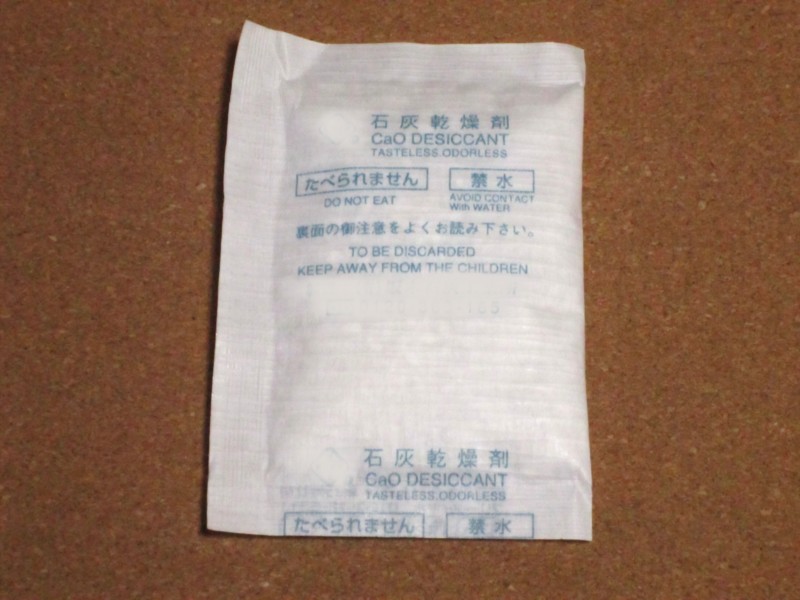 石灰乾燥剤
CaO DESICCANT
TASTELESS.ODORLESS
たべられません 禁水
DO NOT EAT AVOID CONTACT
With WATER
裏面の御注意をよくお読み下さい。
TO BE DISCARDED
KEEP AWAY FROM THE CHILDREN
石灰乾燥剤
CaO DESICCANT
TASTELESS.ODORLESS
たべられません 禁水